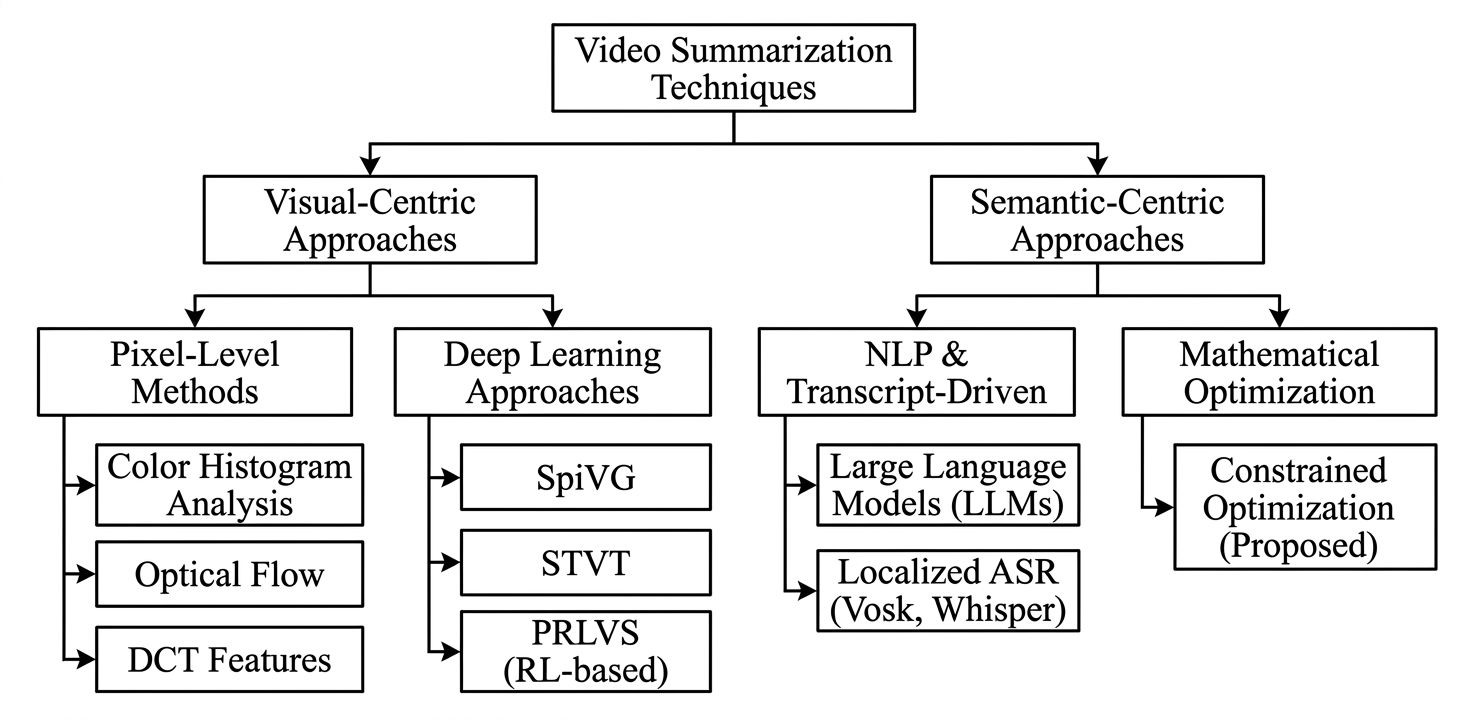 Video Summarization
Techniques
Visual-Centric
Approaches
Semantic-Centric
Approaches
Pixel-Level
Methods
Deep Learning
Approaches
NLP &
Transcript-Driven
Mathematical
Optimization
Color Histogram
Analysis
Optical Flow
DCT Features
SpiVG
STVT
PRLVS
(RL-based)
Large Language
Models (LLMs)
Localized ASR
(Vosk, Whisper)
Constrained
Optimization
(Proposed)